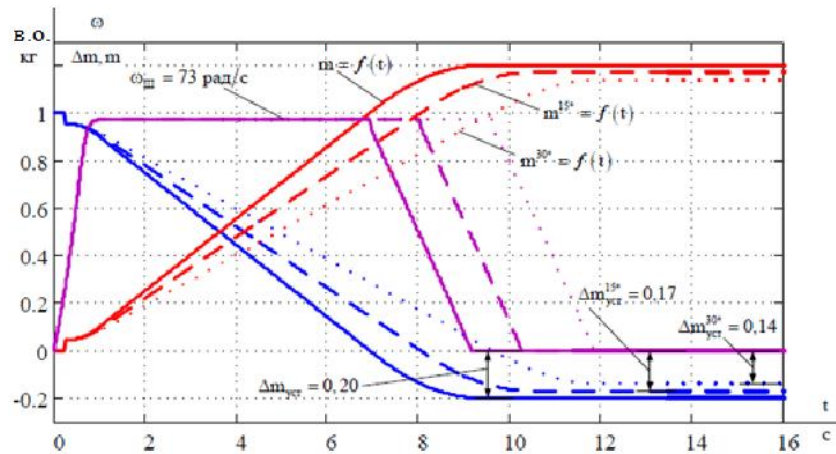 ω
в.о.
кг
Δm, m
ω_ш = 73 рад/с
m = f(t)
m^15° = f(t)
m^30° = f(t)
1
0.8
0.6
0.4
0.2
0
-0.2
Δm_уст = 0,20
Δm_уст^15° = 0,17
Δm_уст^30° = 0,14
t
с
0 2 4 6 8 10 12 14 16